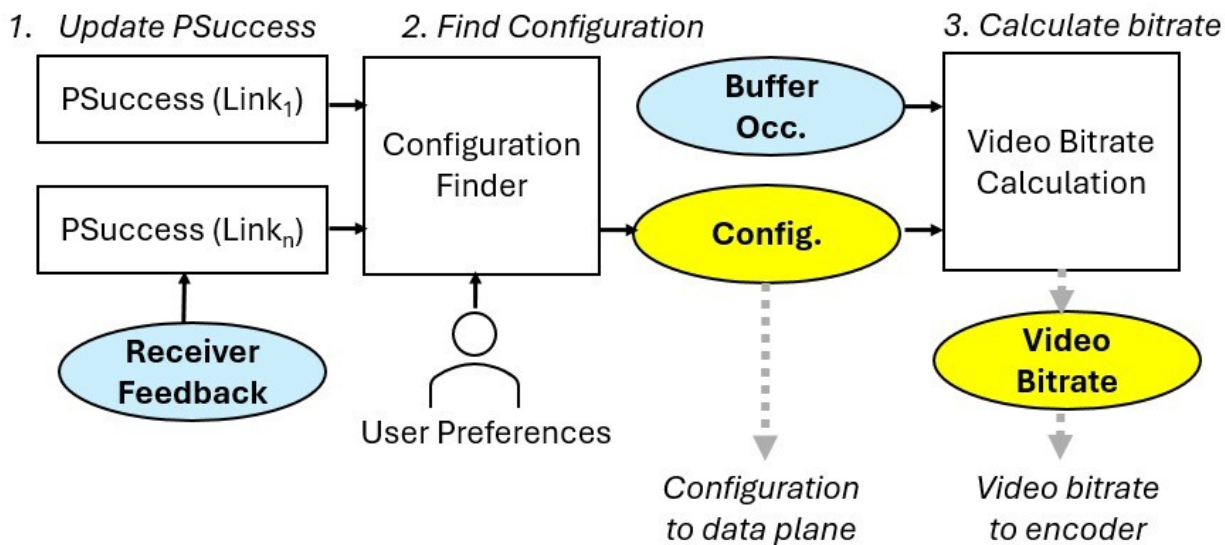 1. Update PSuccess
2. Find Configuration
3. Calculate bitrate
PSuccess (Link₁)
PSuccess (Linkₙ)
Receiver
Feedback
Configuration
Finder
User Preferences
Buffer
Occ.
Config.
Configuration
to data plane
Video Bitrate
Calculation
Video
Bitrate
Video bitrate
to encoder